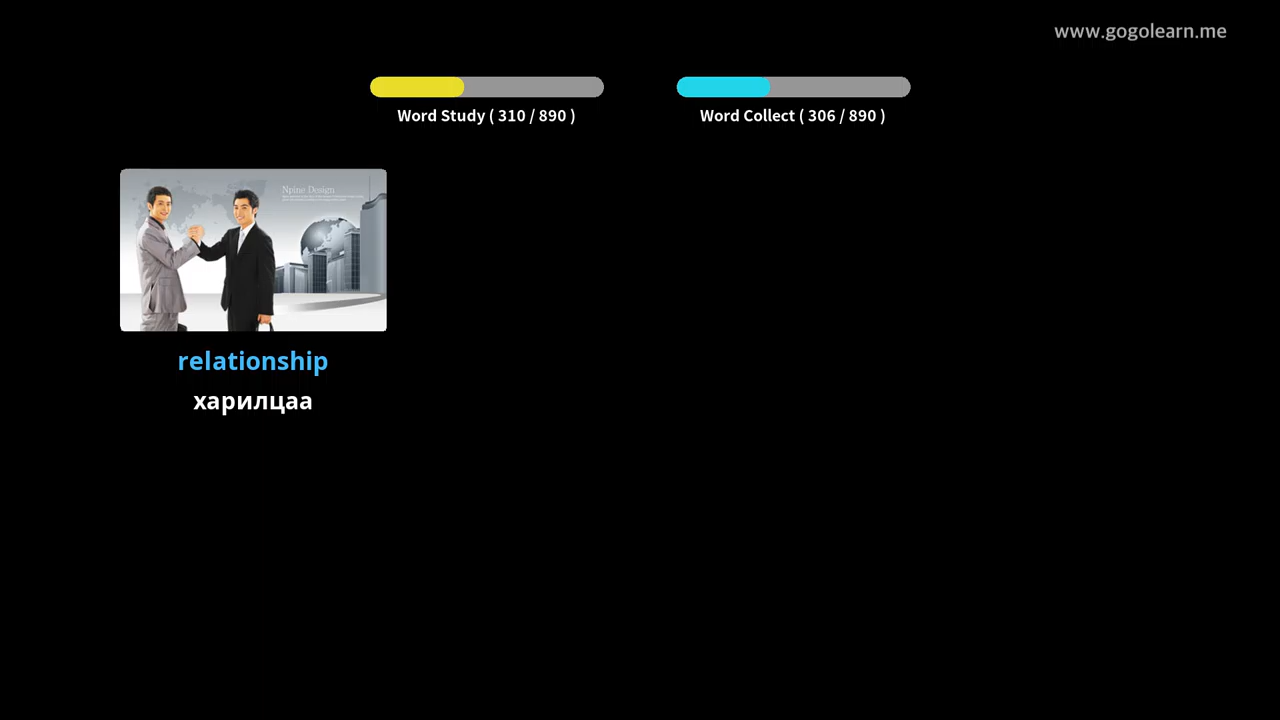 www.gogolearn.me
Word Study ( 310 / 890 )
Word Collect ( 306 / 890 )
Npine Design
relationship
харилцаа